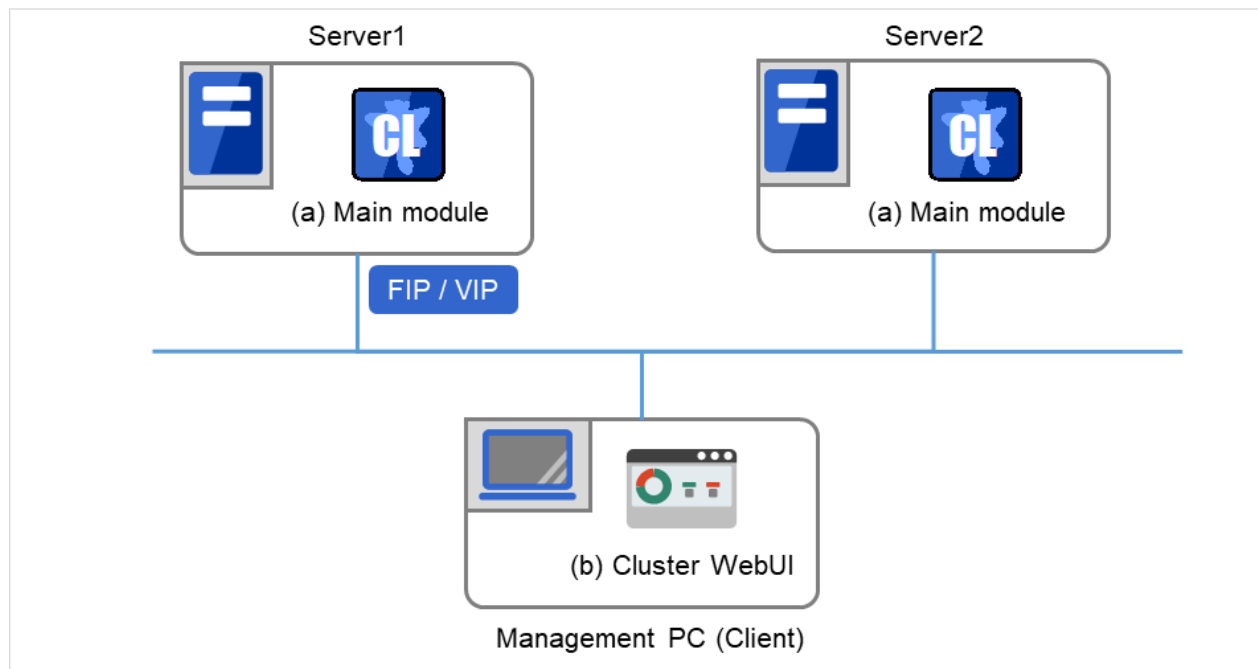 Server1
Server2
CL
CL
(a) Main module
(a) Main module
FIP / VIP
(b) Cluster WebUI
Management PC (Client)